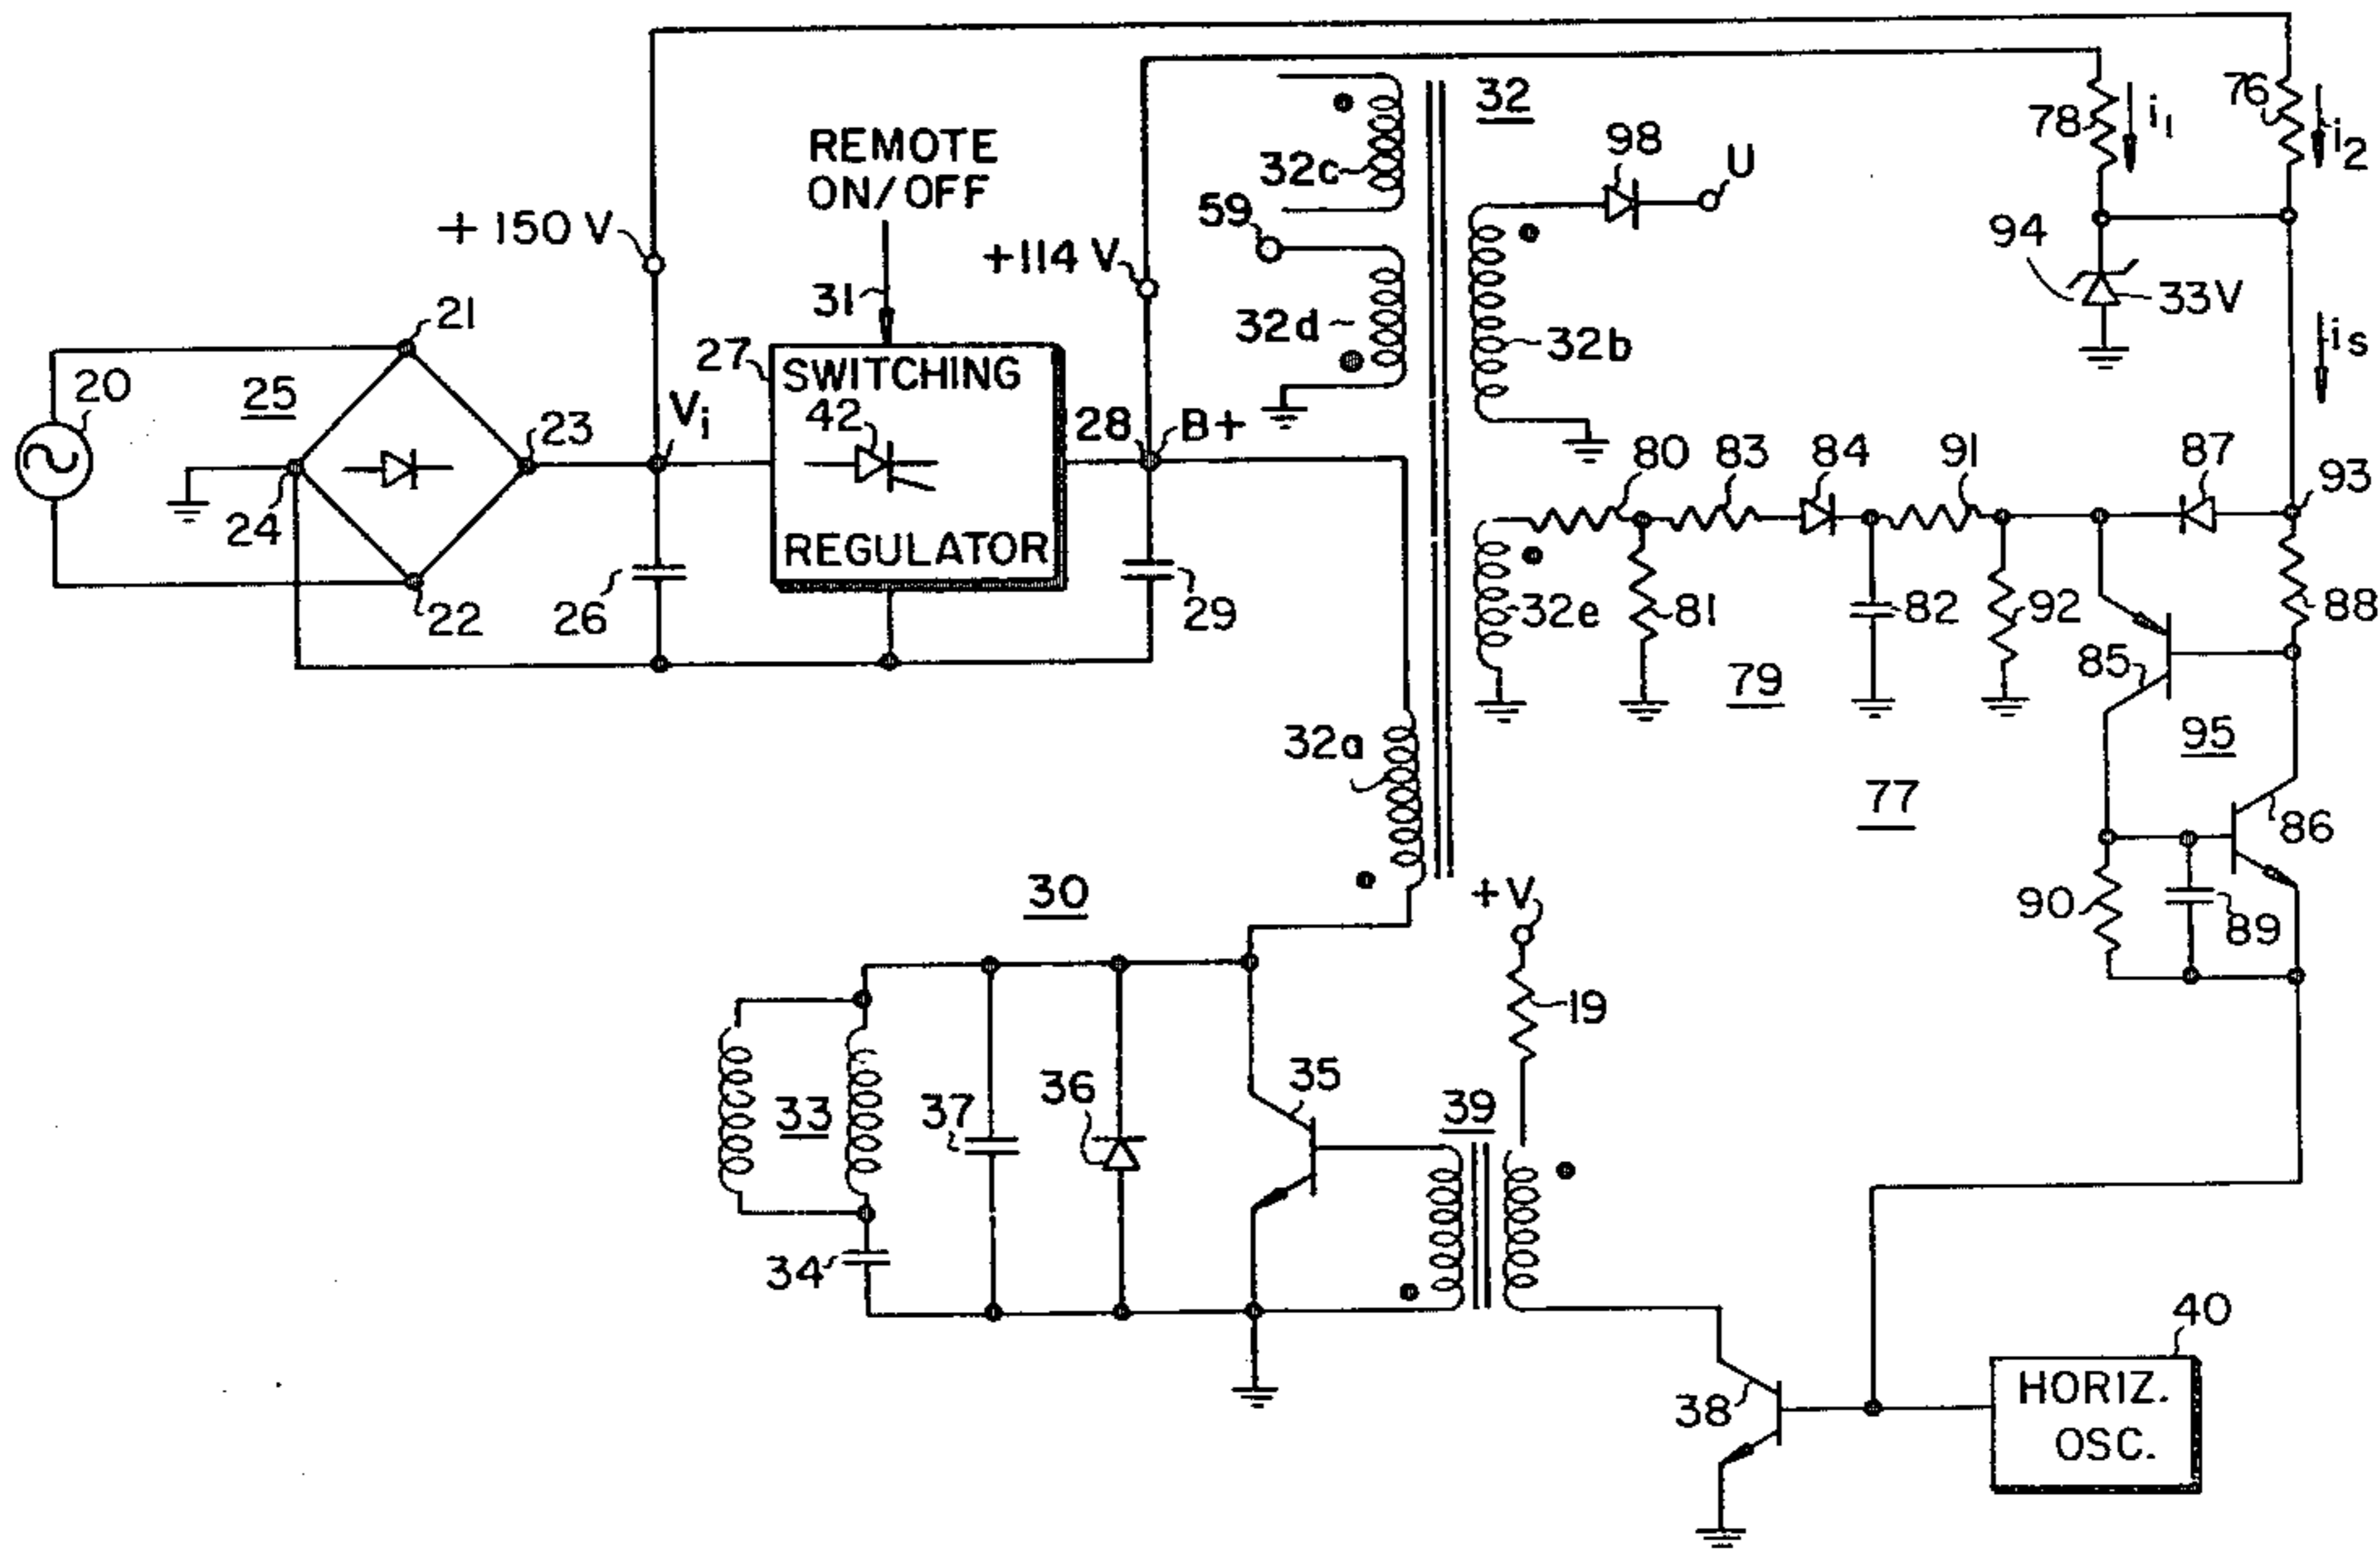 32
76
78
i1
i2
98
U
REMOTE
ON/OFF
32c
59
+150 V
+114 V
94
33V
31
32d
32b
is
21
20
25
27
SWITCHING
42
REGULATOR
Vi
28
B+
23
24
22
26
29
80
83
84
91
87
93
32e
81
82
92
88
79
85
95
32a
77
86
30
+V
90
89
19
33
37
36
35
39
34
38
40
HORIZ.
OSC.